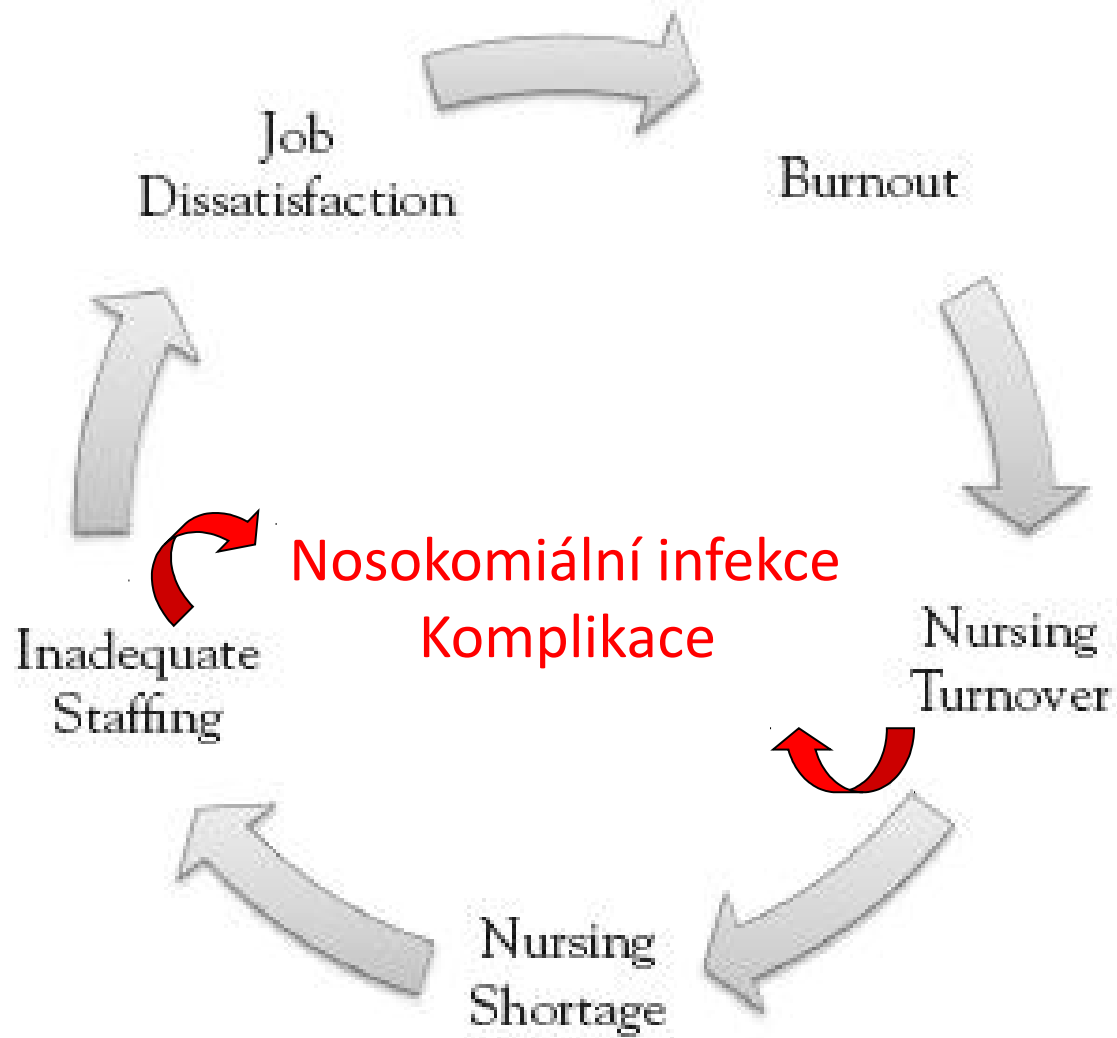 Job
Dissatisfaction
Burnout
Nosokomiální infekce
Komplikace
Inadequate
Staffing
Nursing
Turnover
Nursing
Shortage